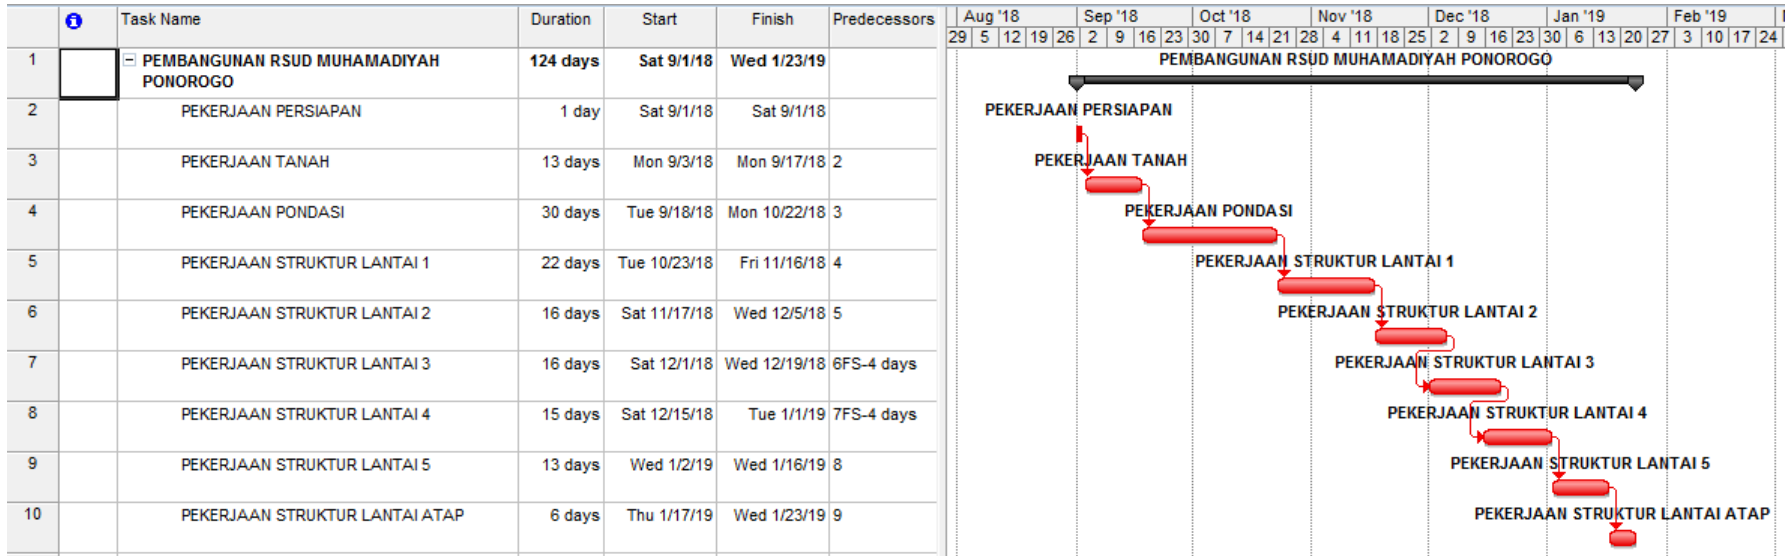 Task Name Duration Start Finish Predecessors Aug '18 Sep '18 Oct '18 Nov '18 Dec '18 Jan '19 Feb '19
29 5 12 19 26 2 9 16 23 30 7 14 21 28 4 11 18 25 2 9 16 23 30 6 13 20 27 3 10 17 24
1 PEMBANGUNAN RSUD MUHAMADIYAH 124 days Sat 9/1/18 Wed 1/23/19 PEMBANGUNAN RSUD MUHAMADIYAH PONOROGO
PONOROGO
2 PEKERJAAN PERSIAPAN 1 day Sat 9/1/18 Sat 9/1/18 PEKERJAAN PERSIAPAN
3 PEKERJAAN TANAH 13 days Mon 9/3/18 Mon 9/17/18 2 PEKERJAAN TANAH
4 PEKERJAAN PONDASI 30 days Tue 9/18/18 Mon 10/22/18 3 PEKERJAAN PONDASI
5 PEKERJAAN STRUKTUR LANTAI 1 22 days Tue 10/23/18 Fri 11/16/18 4 PEKERJAAN STRUKTUR LANTAI 1
6 PEKERJAAN STRUKTUR LANTAI 2 16 days Sat 11/17/18 Wed 12/5/18 5 PEKERJAAN STRUKTUR LANTAI 2
7 PEKERJAAN STRUKTUR LANTAI 3 16 days Sat 12/1/18 Wed 12/19/18 6FS-4 days PEKERJAAN STRUKTUR LANTAI 3
8 PEKERJAAN STRUKTUR LANTAI 4 15 days Sat 12/15/18 Tue 1/1/19 7FS-4 days PEKERJAAN STRUKTUR LANTAI 4
9 PEKERJAAN STRUKTUR LANTAI 5 13 days Wed 1/2/19 Wed 1/16/19 8 PEKERJAAN STRUKTUR LANTAI 5
10 PEKERJAAN STRUKTUR LANTAI ATAP 6 days Thu 1/17/19 Wed 1/23/19 9 PEKERJAAN STRUKTUR LANTAI ATAP